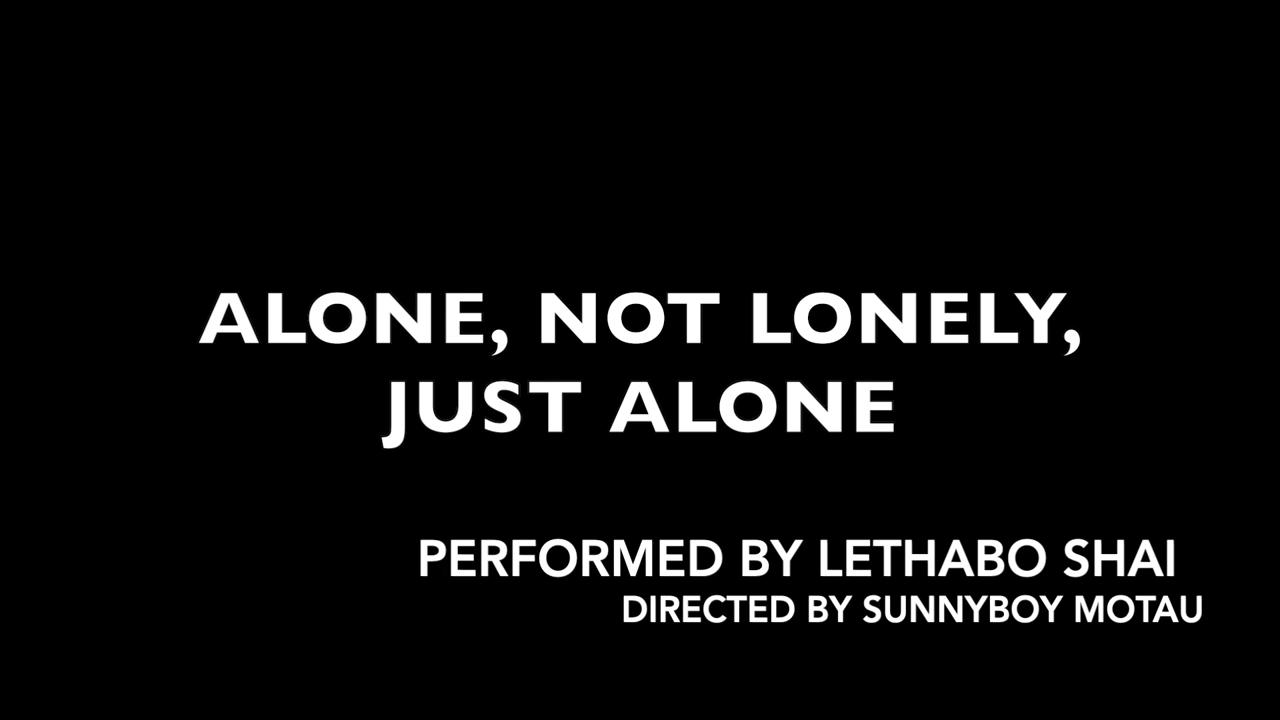 ALONE, NOT LONELY,
JUST ALONE
PERFORMED BY LETHABO SHAI
DIRECTED BY SUNNYBOY MOTAU